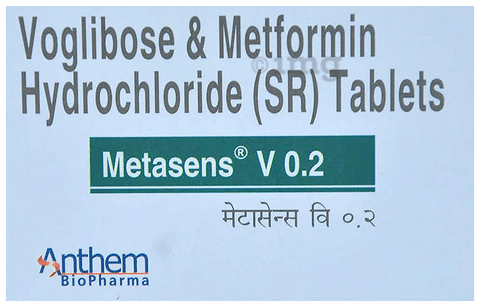 Voglibose & Metformin
Hydrochloride (SR) Tablets
Metasens® V 0.2
मेटासेन्स वि ०.२
Anthem
BioPharma